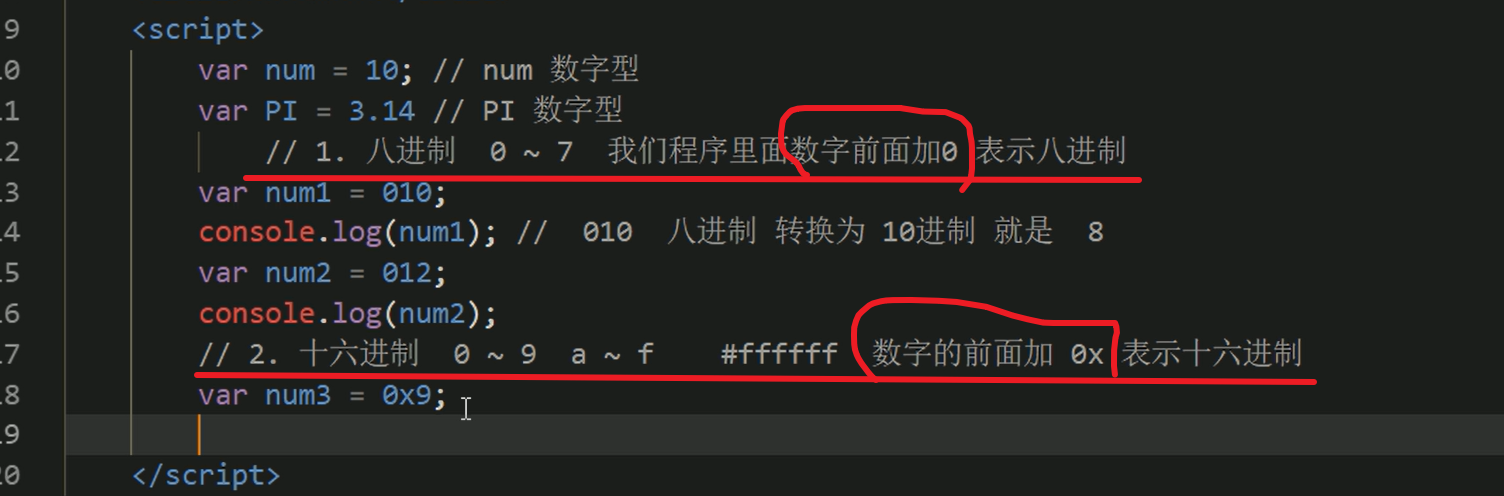 9 <script>
10 var num = 10; // num 数字型
11 var PI = 3.14 // PI 数字型
12 // 1. 八进制 0 ~ 7 我们程序里面数字前面加0 表示八进制
13 var num1 = 010;
14 console.log(num1); // 010 八进制 转换为 10进制 就是 8
15 var num2 = 012;
16 console.log(num2);
17 // 2. 十六进制 0 ~ 9 a ~ f #ffffff 数字的前面加 0x 表示十六进制
18 var num3 = 0x9;
19
20 </script>